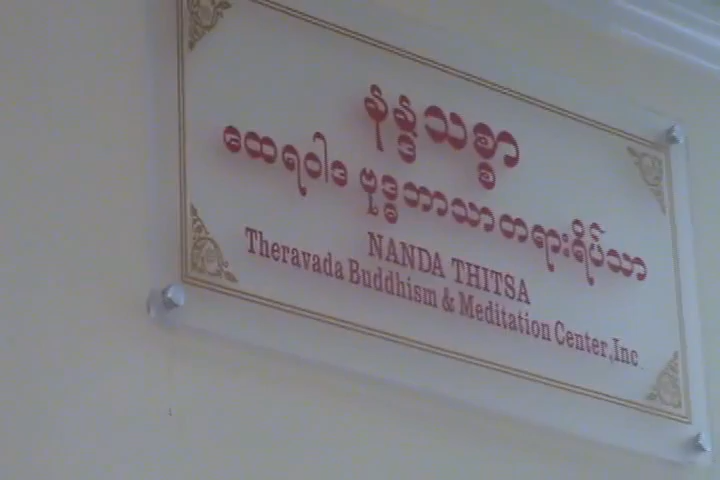 နန္ဒသစ္စာ
ထေရဝါဒ ဗုဒ္ဓဘာသာတရားရိပ်သာ
NANDA THITSA
Theravada Buddhism & Meditation Center,Inc